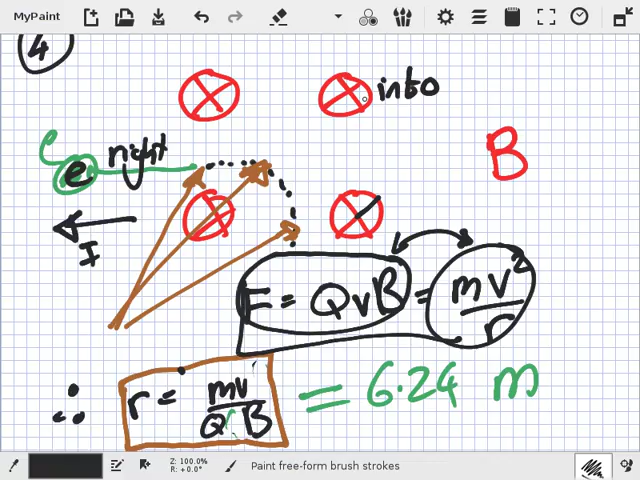 MyPaint
4
into
B
e right
I
F = QvB = mv²/r
∴ r = mv/QB = 6.24 m
Z: 100.0%
R: +0.0°
Paint free-form brush strokes